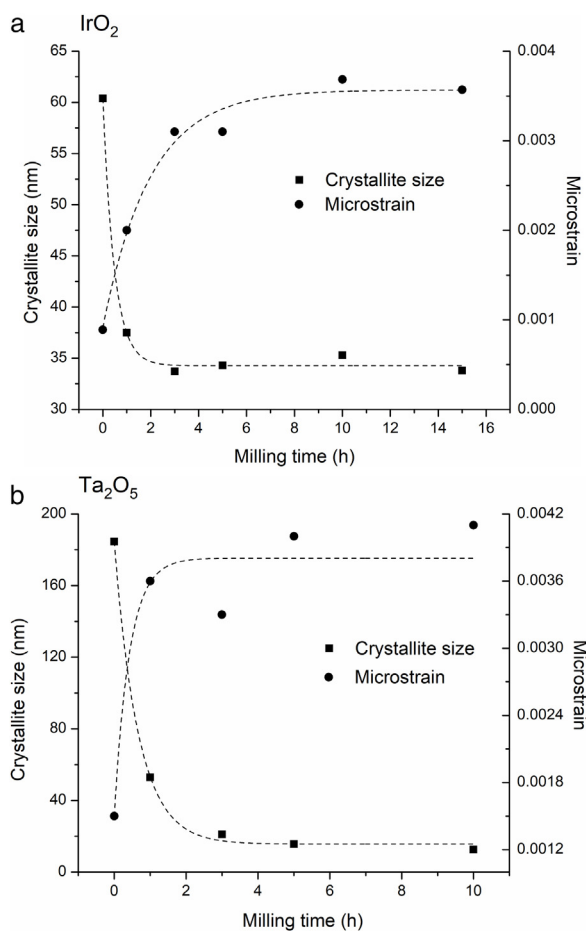 a IrO₂
65
60
55
50
45
40
35
30
Crystallite size (nm)
0.004
0.003
0.002
0.001
0.000
Microstrain
Crystallite size
Microstrain
0 2 4 6 8 10 12 14 16
Milling time (h)
b Ta₂O₅
200
160
120
80
40
0
Crystallite size (nm)
0.0042
0.0036
0.0030
0.0024
0.0018
0.0012
Microstrain
Crystallite size
Microstrain
0 2 4 6 8 10
Milling time (h)